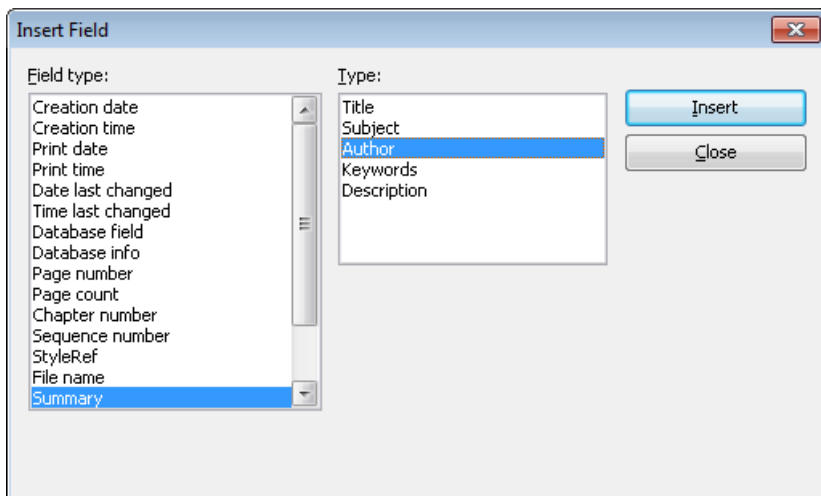 Insert Field
Field type:
Creation date
Creation time
Print date
Print time
Date last changed
Time last changed
Database field
Database info
Page number
Page count
Chapter number
Sequence number
StyleRef
File name
Summary
Type:
Title
Subject
Author
Keywords
Description
Insert
Close